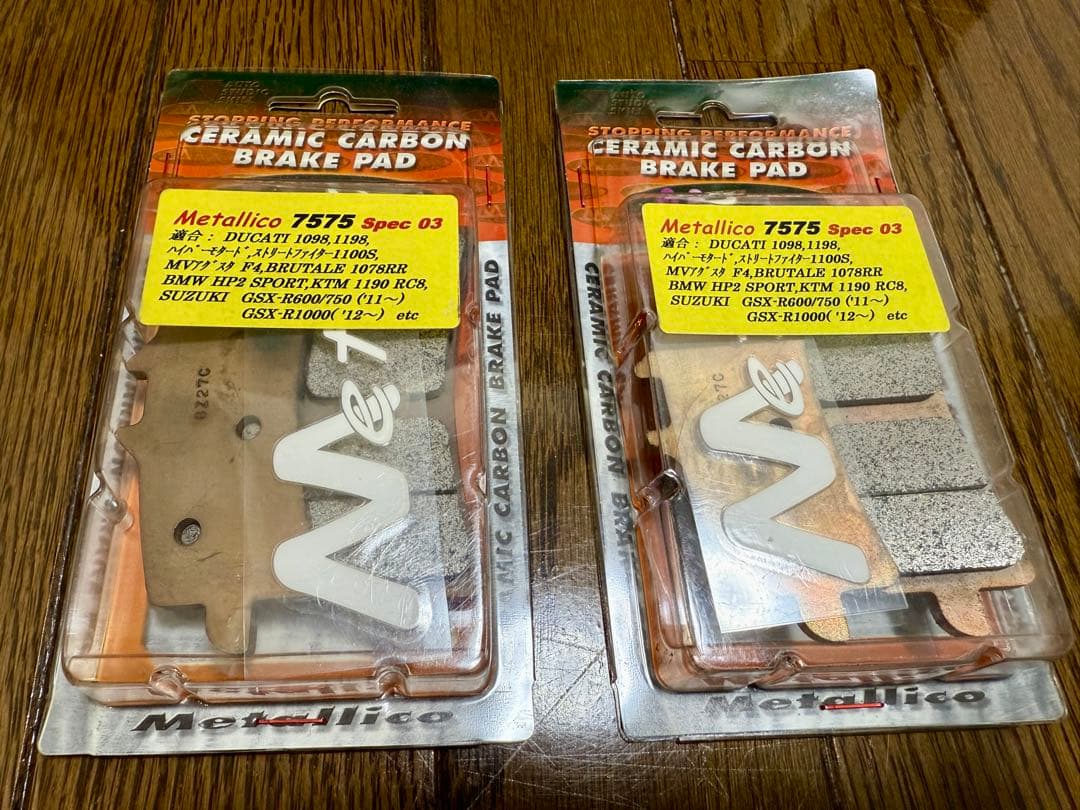 STOPPING PERFORMANCE
CERAMIC CARBON
BRAKE PAD
Metallico 7575 Spec 03
適合： DUCATI 1098,1198,
ﾊｲﾊﾟｰﾓﾀｰﾄﾞ,ｽﾄﾘｰﾄﾌｧｲﾀｰ1100S,
MVｱｸﾞｽﾀ F4,BRUTALE 1078RR
BMW HP2 SPORT,KTM 1190 RC8,
SUZUKI GSX-R600/750 ('11～)
GSX-R1000( '12～) etc
0Z27C
CERAMIC CARBON BRAKE PAD
Metallico
STOPPING PERFORMANCE
CERAMIC CARBON
BRAKE PAD
Metallico 7575 Spec 03
適合： DUCATI 1098,1198,
ﾊｲﾊﾟｰﾓﾀｰﾄﾞ,ｽﾄﾘｰﾄﾌｧｲﾀｰ1100S,
MVｱｸﾞｽﾀ F4,BRUTALE 1078RR
BMW HP2 SPORT,KTM 1190 RC8,
SUZUKI GSX-R600/750 ('11～)
GSX-R1000( '12～) etc
27C
CERAMIC CARBON BRA
Metallico